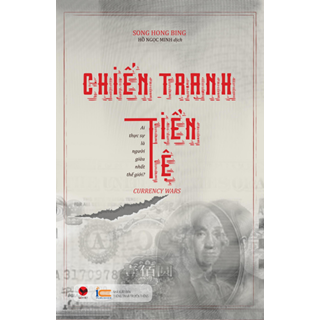 SONG HONG BING
HỒ NGỌC MINH dịch
CHIẾN TRANH
TIỀN
TỆ
Ai
thực sự
là
người
giàu
nhất
thế giới?
CURRENCY WARS